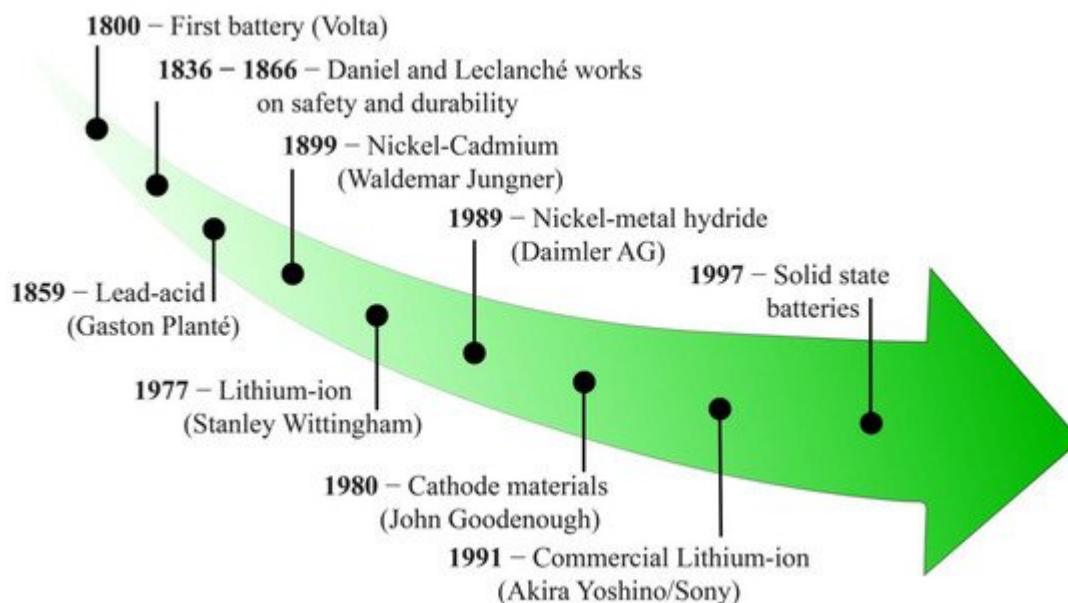 1800 – First battery (Volta)
1836 – 1866 – Daniel and Leclanché works
on safety and durability
1899 – Nickel-Cadmium
(Waldemar Jungner)
1989 – Nickel-metal hydride
(Daimler AG)
1997 – Solid state
batteries
1859 – Lead-acid
(Gaston Planté)
1977 – Lithium-ion
(Stanley Wittingham)
1980 – Cathode materials
(John Goodenough)
1991 – Commercial Lithium-ion
(Akira Yoshino/Sony)